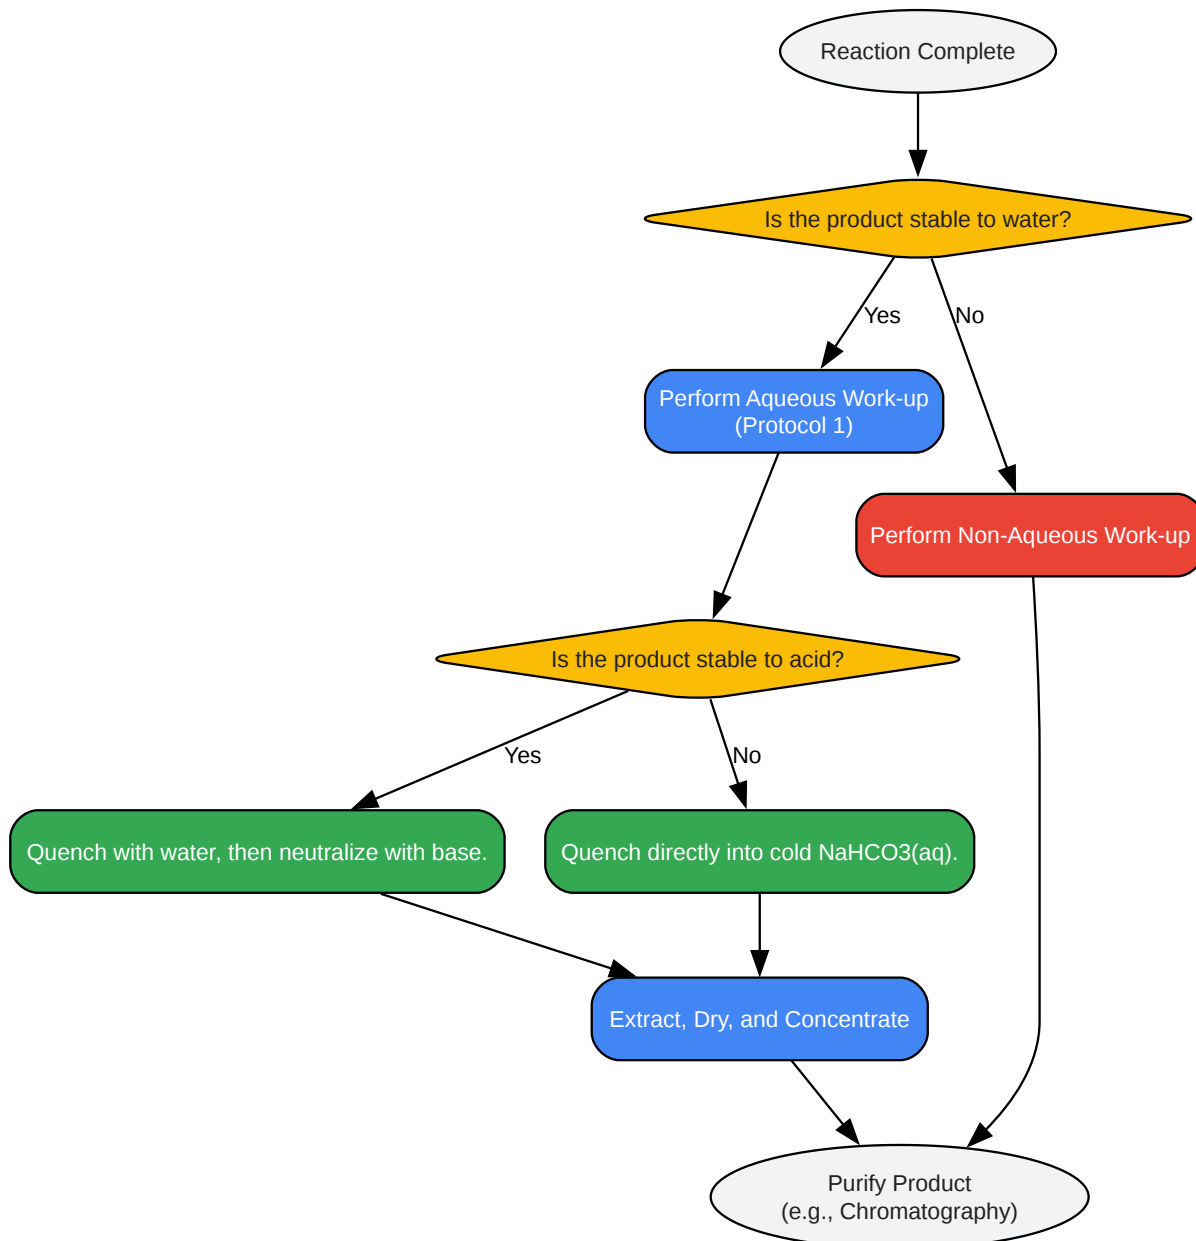 Reaction Complete
Is the product stable to water?
Yes
No
Perform Aqueous Work-up
(Protocol 1)
Perform Non-Aqueous Work-up
Is the product stable to acid?
Yes
No
Quench with water, then neutralize with base.
Quench directly into cold NaHCO3(aq).
Extract, Dry, and Concentrate
Purify Product
(e.g., Chromatography)